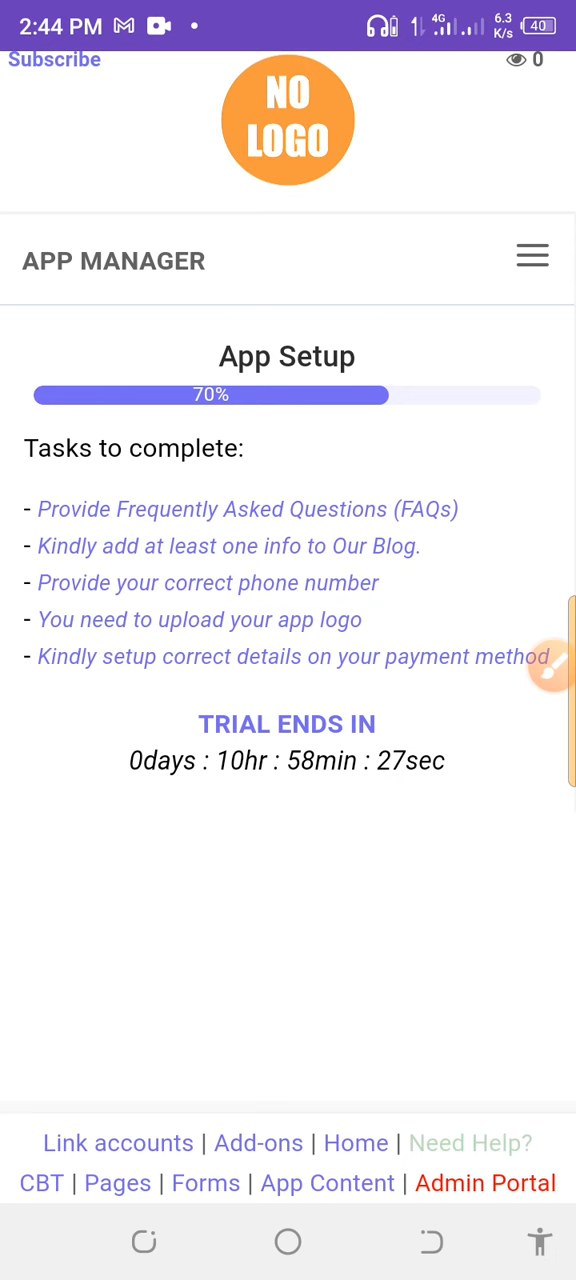 2:44 PM 4G 6.3 K/s 40
Subscribe 0
NO
LOGO
APP MANAGER
App Setup
70%
Tasks to complete:
- Provide Frequently Asked Questions (FAQs)
- Kindly add at least one info to Our Blog.
- Provide your correct phone number
- You need to upload your app logo
- Kindly setup correct details on your payment method
TRIAL ENDS IN
0days : 10hr : 58min : 27sec
Link accounts | Add-ons | Home | Need Help?
CBT | Pages | Forms | App Content | Admin Portal